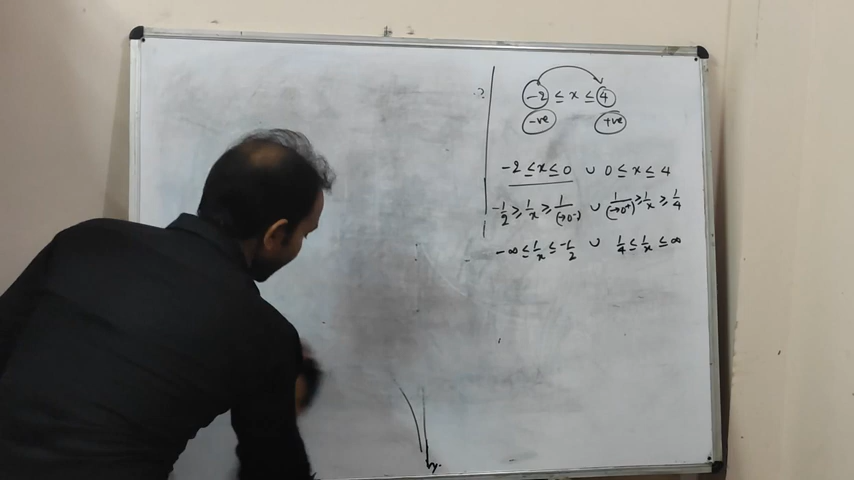 -2 ≤ x ≤ 4
-ve +ve
-2 ≤ x ≤ 0 ∪ 0 ≤ x ≤ 4
-1/2 ≥ 1/x ≥ 1/(→0-) ∪ 1/(→0+) ≥ 1/x ≥ 1/4
-∞ ≤ 1/x ≤ -1/2 ∪ 1/4 ≤ 1/x ≤ ∞